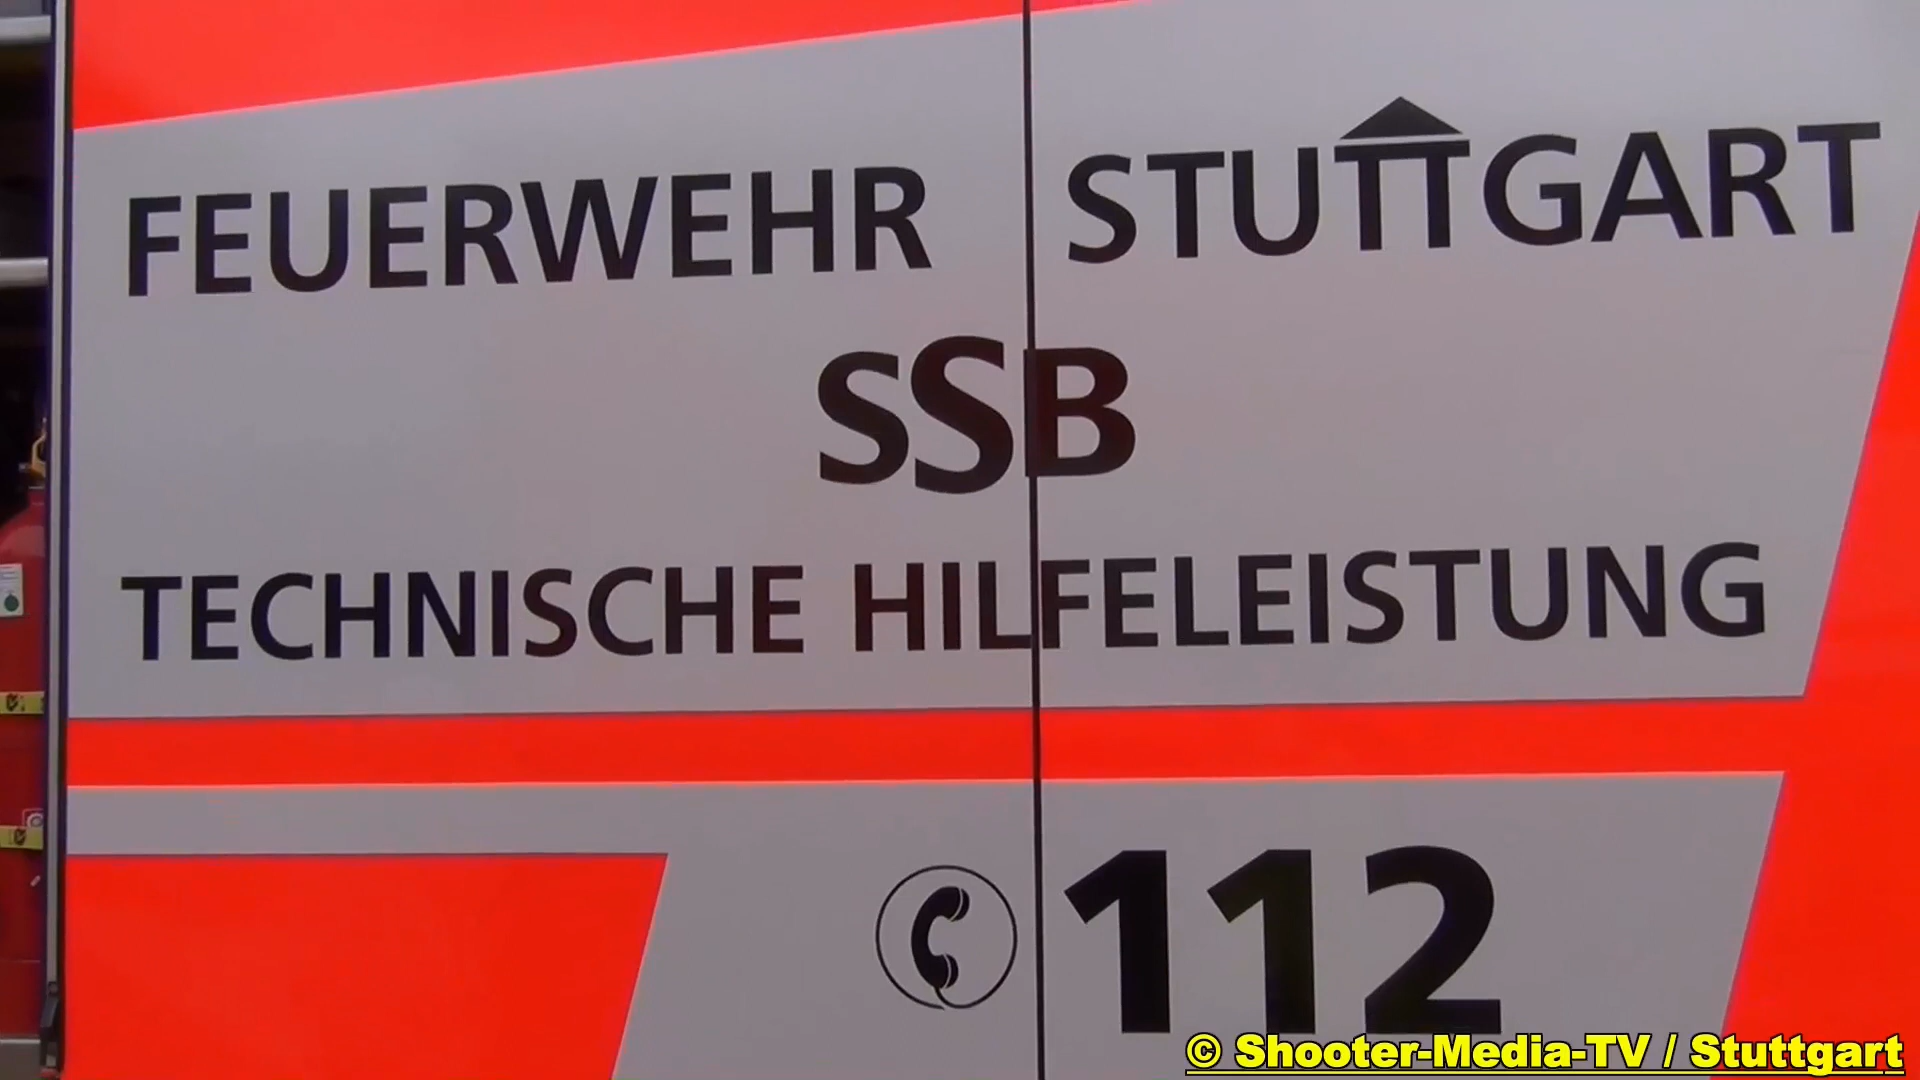 FEUERWEHR STUTTGART
SSB
TECHNISCHE HILFELEISTUNG
112
© Shooter-Media-TV / Stuttgart